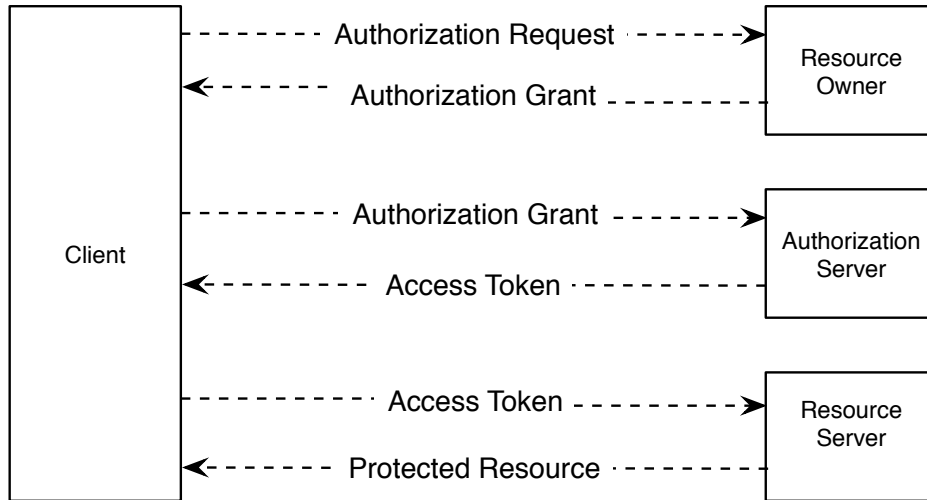 Authorization Request
Resource
Owner
Authorization Grant
Authorization Grant
Client
Authorization
Server
Access Token
Access Token
Resource
Server
Protected Resource